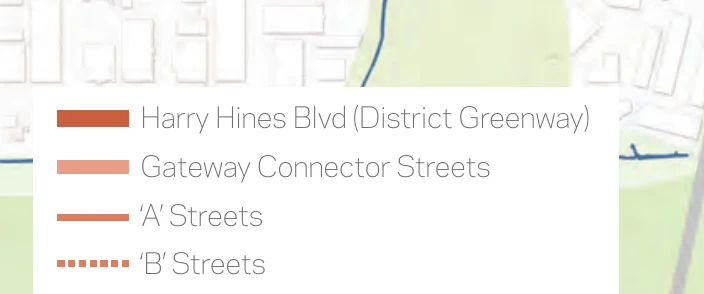 Harry Hines Blvd (District Greenway)
Gateway Connector Streets
‘A’ Streets
‘B’ Streets